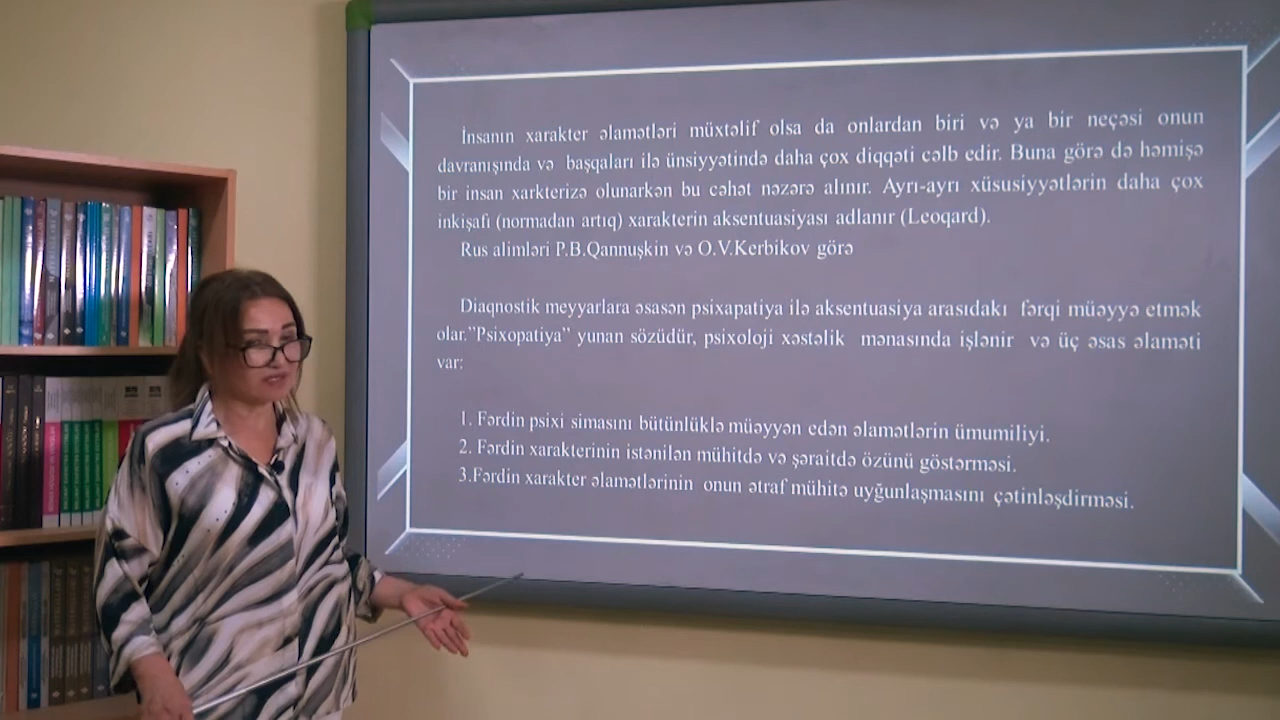 İnsanın xarakter əlamətləri müxtəlif olsa da onlardan biri və ya bir neçəsi onun
davranışında və başqaları ilə ünsiyyətində daha çox diqqəti cəlb edir. Buna görə də həmişə
bir insan xarkterizə olunarkən bu cəhət nəzərə alınır. Ayrı-ayrı xüsusiyyətlərin daha çox
inkişafı (normadan artıq) xarakterin aksentuasiyası adlanır (Leoqard).
Rus alimləri P.B.Qannuşkin və O.V.Kerbikov görə
Diaqnostik meyyarlara əsasən psixapatiya ilə aksentuasiya arasıdakı fərqi müəyyə etmək
olar.”Psixopatiya” yunan sözüdür, psixoloji xəstəlik mənasında işlənir və üç əsas əlaməti
var:
1. Fərdin psixi simasını bütünlüklə müəyyən edən əlamətlərin ümumiliyi.
2. Fərdin xarakterinin istənilən mühitdə və şəraitdə özünü göstərməsi.
3.Fərdin xarakter əlamətlərinin onun ətraf mühitə uyğunlaşmasını çətinləşdirməsi.